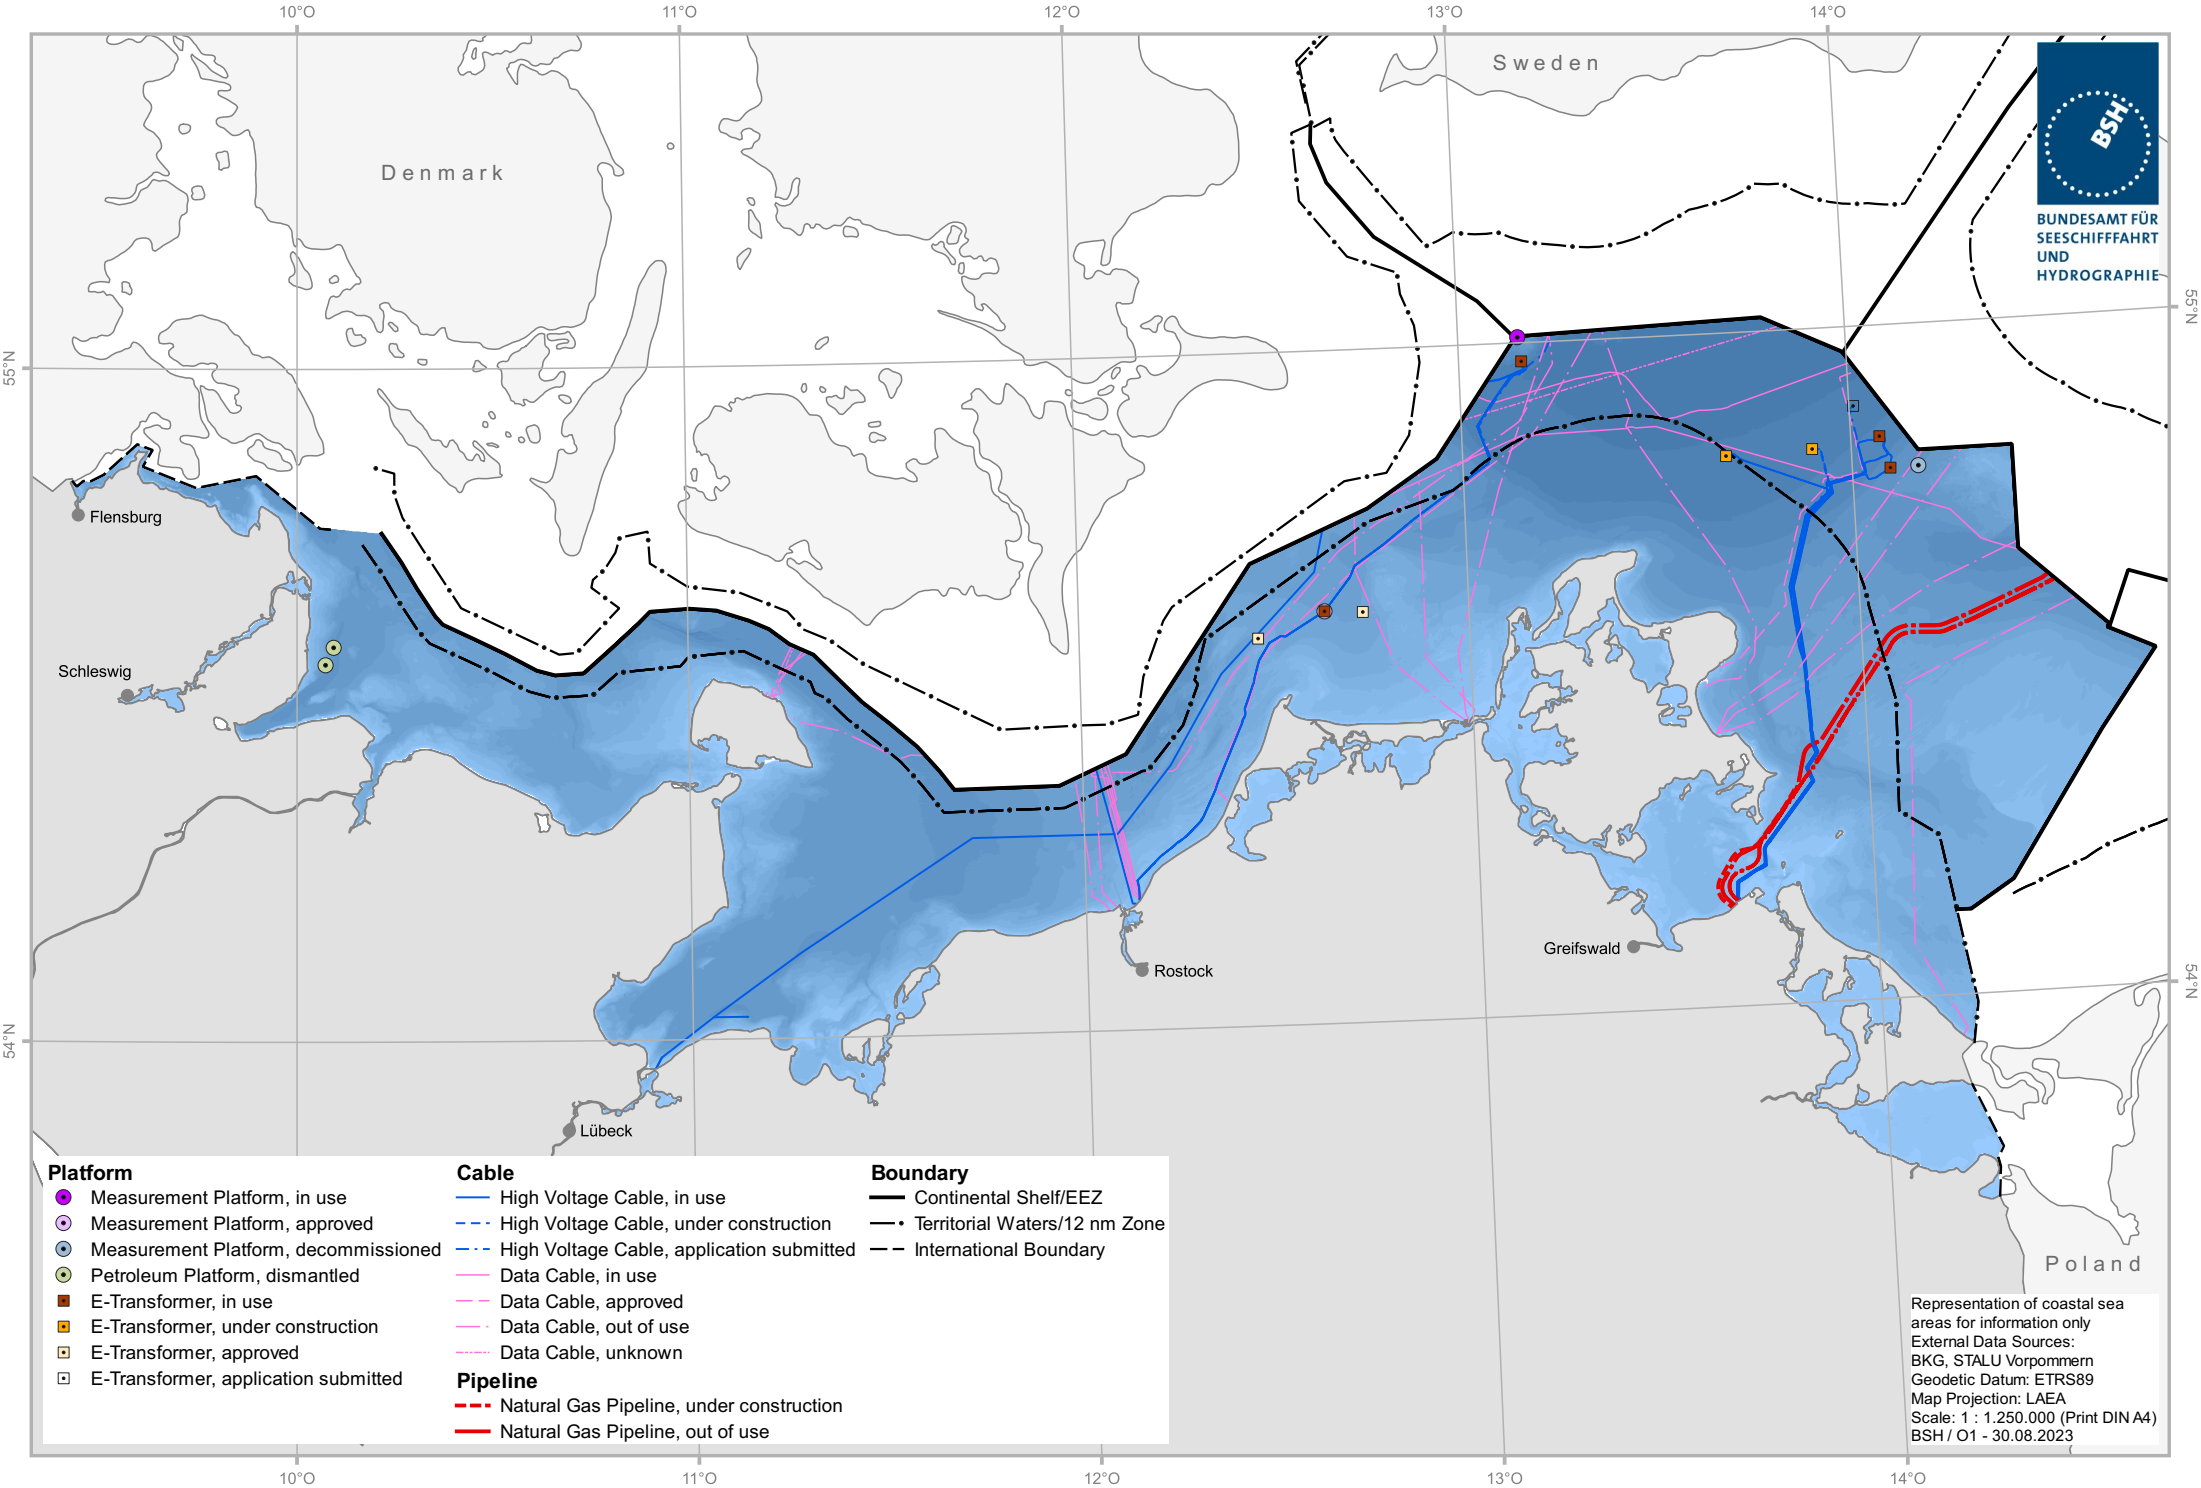 10°O
11°O
12°O
13°O
14°O
Sweden
Denmark
BSH
BUNDESAMT FÜR
SEESCHIFFFAHRT
UND
HYDROGRAPHIE
55°N
55°N
Flensburg
Schleswig
Greifswald
Rostock
54°N
54°N
Lübeck
Poland
Platform
Measurement Platform, in use
Measurement Platform, approved
Measurement Platform, decommissioned
Petroleum Platform, dismantled
E-Transformer, in use
E-Transformer, under construction
E-Transformer, approved
E-Transformer, application submitted
Cable
High Voltage Cable, in use
High Voltage Cable, under construction
High Voltage Cable, application submitted
Data Cable, in use
Data Cable, approved
Data Cable, out of use
Data Cable, unknown
Pipeline
Natural Gas Pipeline, under construction
Natural Gas Pipeline, out of use
Boundary
Continental Shelf/EEZ
Territorial Waters/12 nm Zone
International Boundary
Representation of coastal sea
areas for information only
External Data Sources:
BKG, STALU Vorpommern
Geodetic Datum: ETRS89
Map Projection: LAEA
Scale: 1 : 1.250.000 (Print DIN A4)
BSH / O1 - 30.08.2023
10°O
11°O
12°O
13°O
14°O